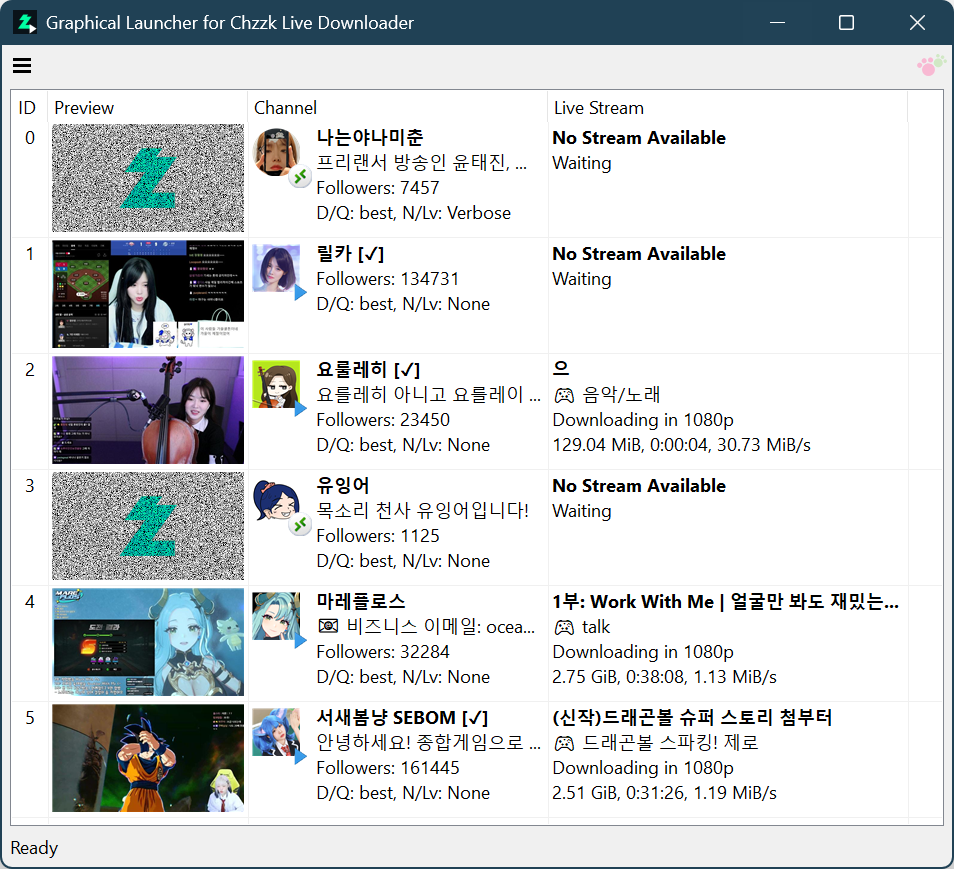 Graphical Launcher for Chzzk Live Downloader
ID Preview Channel Live Stream
0
나는야나미춘
프리랜서 방송인 윤태진, ...
Followers: 7457
D/Q: best, N/Lv: Verbose
No Stream Available
Waiting
1
릴카 [✓]
Followers: 134731
D/Q: best, N/Lv: None
No Stream Available
Waiting
2
요룰레히 [✓]
요를레히 아니고 요룰레이 ...
Followers: 23450
D/Q: best, N/Lv: None
으
🎮 음악/노래
Downloading in 1080p
129.04 MiB, 0:00:04, 30.73 MiB/s
3
유잉어
목소리 천사 유잉어입니다!
Followers: 1125
D/Q: best, N/Lv: None
No Stream Available
Waiting
4
마레플로스
📧 비즈니스 이메일: ocea...
Followers: 32284
D/Q: best, N/Lv: None
1부: Work With Me | 얼굴만 봐도 재밌는...
🎮 talk
Downloading in 1080p
2.75 GiB, 0:38:08, 1.13 MiB/s
5
서새봄냥 SEBOM [✓]
안녕하세요! 종합게임으로 ...
Followers: 161445
D/Q: best, N/Lv: None
(신작)드래곤볼 슈퍼 스토리 첨부터
🎮 드래곤볼 스파킹! 제로
Downloading in 1080p
2.51 GiB, 0:31:26, 1.19 MiB/s
Ready